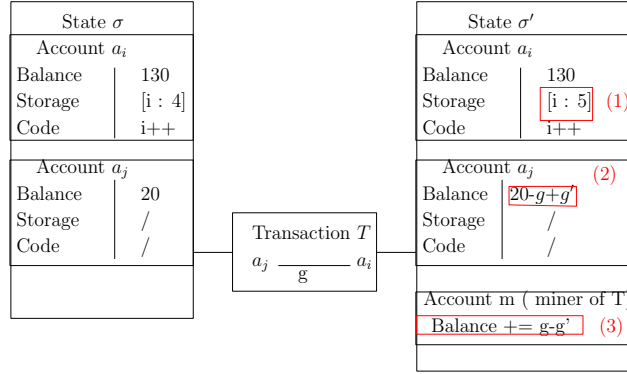 State σ
Account a_i
Balance 130
Storage [i : 4]
Code i++
Account a_j
Balance 20
Storage /
Code /
Transaction T
a_j a_i
g
State σ′
Account a_i
Balance 130
Storage [i : 5] (1)
Code i++
Account a_j (2)
Balance 20-g+g′
Storage /
Code /
Account m ( miner of T)
Balance += g-g' (3)